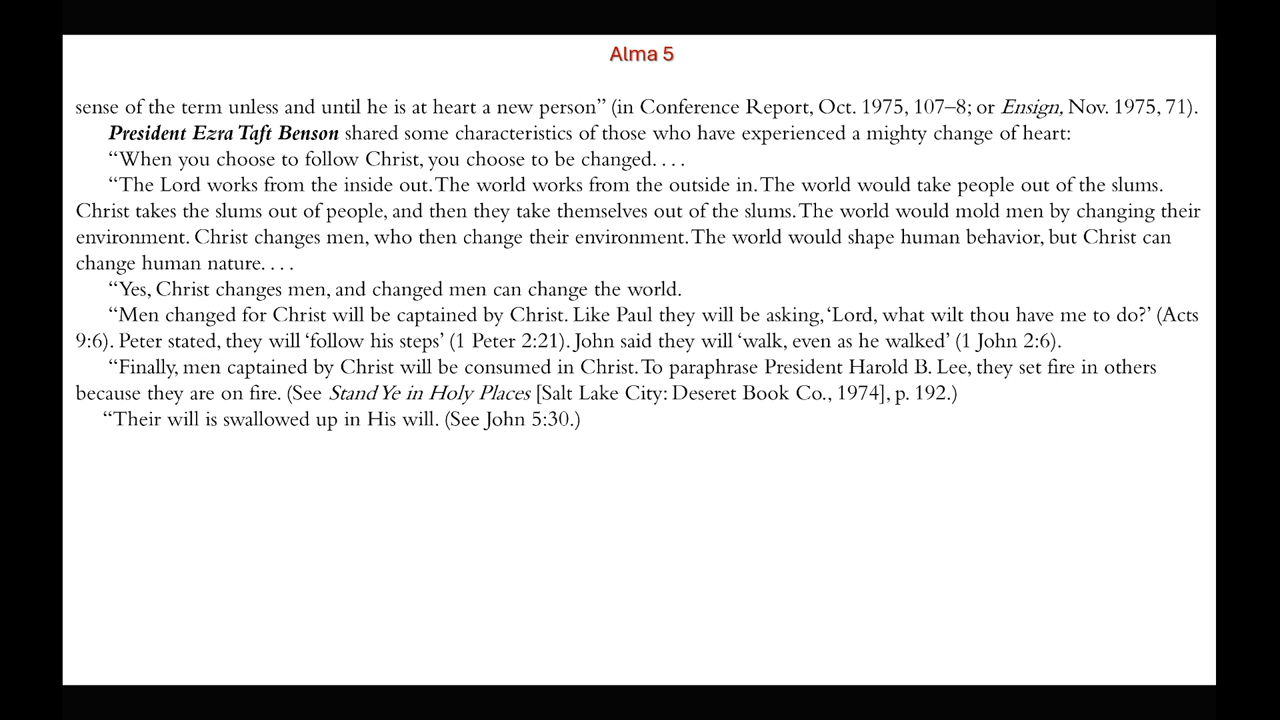 Alma 5
sense of the term unless and until he is at heart a new person” (in Conference Report, Oct. 1975, 107–8; or Ensign, Nov. 1975, 71).
President Ezra Taft Benson shared some characteristics of those who have experienced a mighty change of heart:
“When you choose to follow Christ, you choose to be changed. . . .
“The Lord works from the inside out. The world works from the outside in. The world would take people out of the slums.
Christ takes the slums out of people, and then they take themselves out of the slums. The world would mold men by changing their
environment. Christ changes men, who then change their environment. The world would shape human behavior, but Christ can
change human nature. . . .
“Yes, Christ changes men, and changed men can change the world.
“Men changed for Christ will be captained by Christ. Like Paul they will be asking, ‘Lord, what wilt thou have me to do?’ (Acts
9:6). Peter stated, they will ‘follow his steps’ (1 Peter 2:21). John said they will ‘walk, even as he walked’ (1 John 2:6).
“Finally, men captained by Christ will be consumed in Christ. To paraphrase President Harold B. Lee, they set fire in others
because they are on fire. (See Stand Ye in Holy Places [Salt Lake City: Deseret Book Co., 1974], p. 192.)
“Their will is swallowed up in His will. (See John 5:30.)